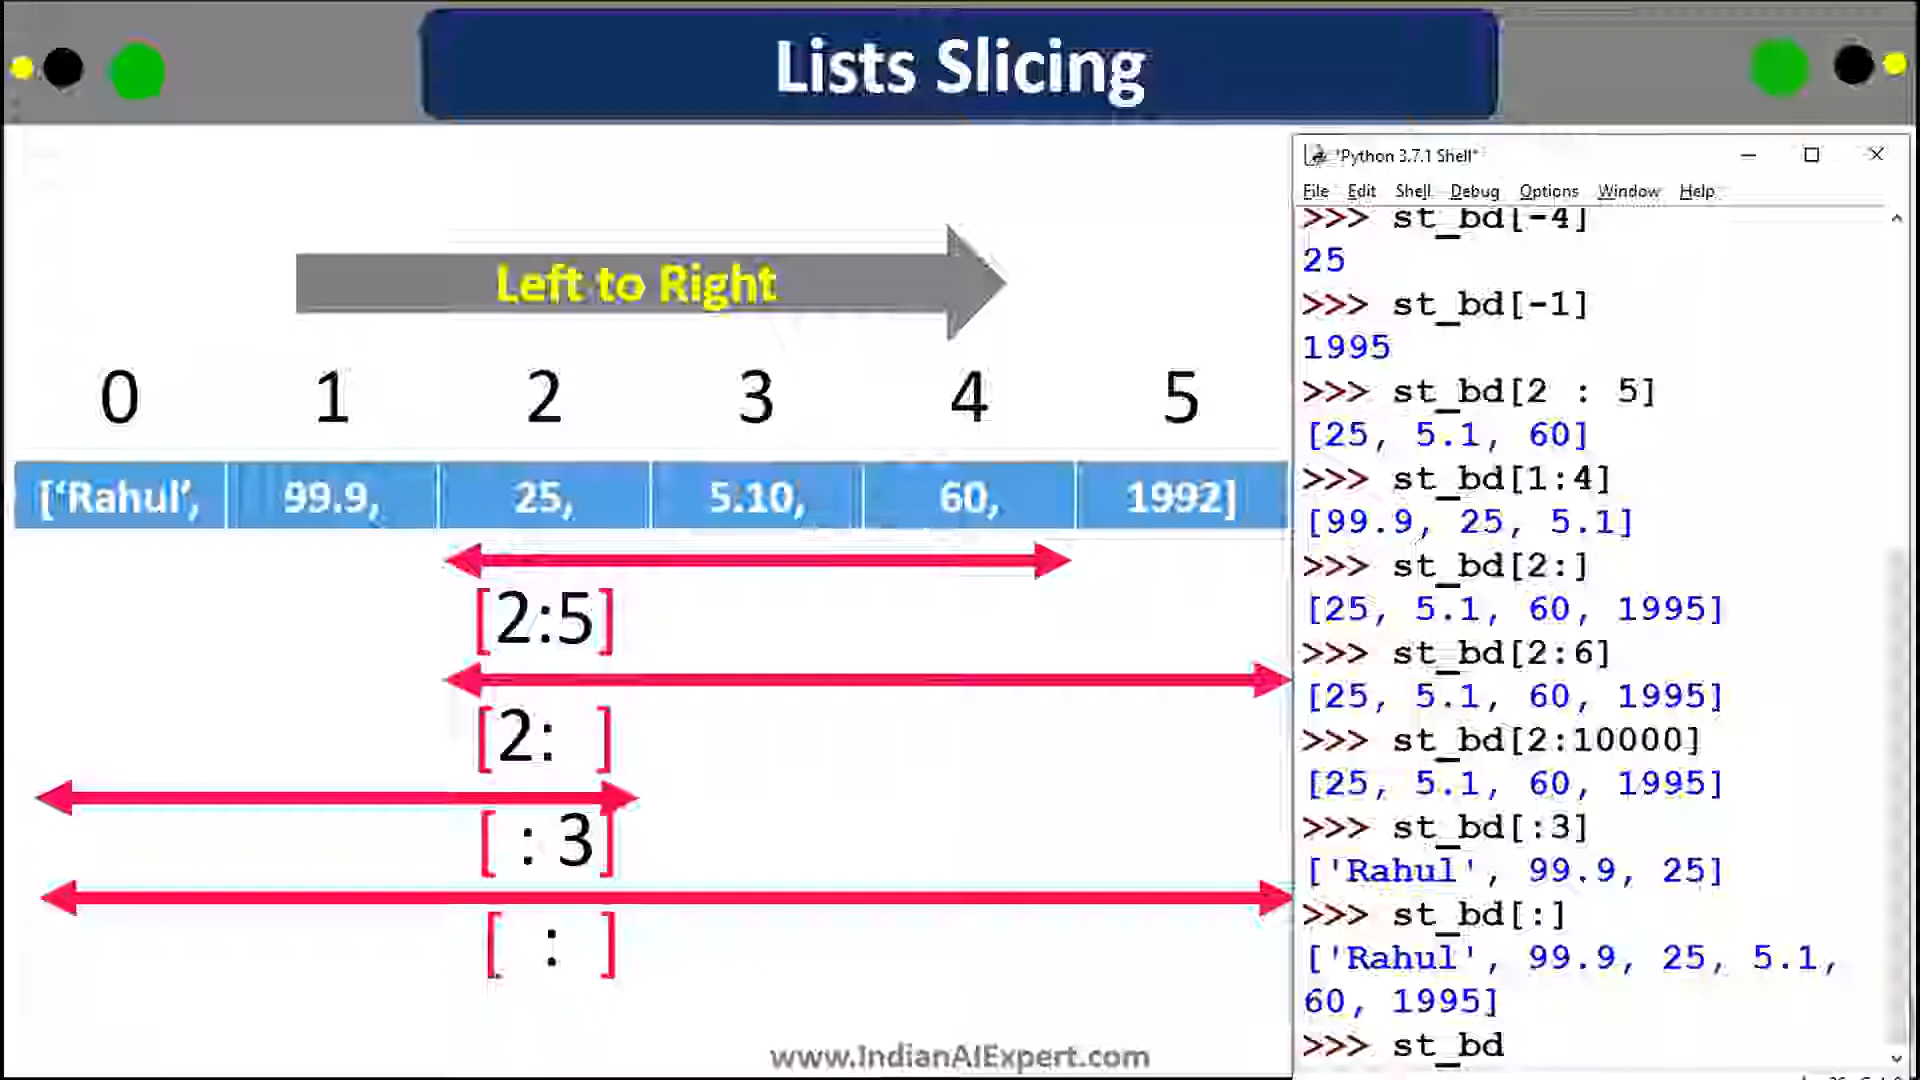 Lists Slicing
Left to Right
0 1 2 3 4 5
[‘Rahul’, 99.9, 25, 5.10, 60, 1992]
[2:5]
[2: ]
[ : 3]
[ : ]
www.IndianAIExpert.com
*Python 3.7.1 Shell*
File Edit Shell Debug Options Window Help
>>> st_bd[-4]
25
>>> st_bd[-1]
1995
>>> st_bd[2 : 5]
[25, 5.1, 60]
>>> st_bd[1:4]
[99.9, 25, 5.1]
>>> st_bd[2:]
[25, 5.1, 60, 1995]
>>> st_bd[2:6]
[25, 5.1, 60, 1995]
>>> st_bd[2:10000]
[25, 5.1, 60, 1995]
>>> st_bd[:3]
['Rahul', 99.9, 25]
>>> st_bd[:]
['Rahul', 99.9, 25, 5.1,
60, 1995]
>>> st_bd